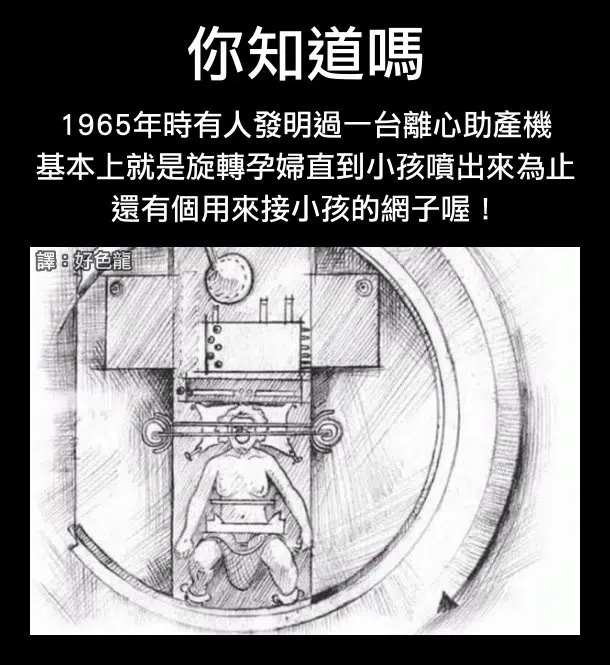 你知道嗎
1965年時有人發明過一台離心助產機
基本上就是旋轉孕婦直到小孩噴出來為止
還有個用來接小孩的網子喔！
譯：好色龍